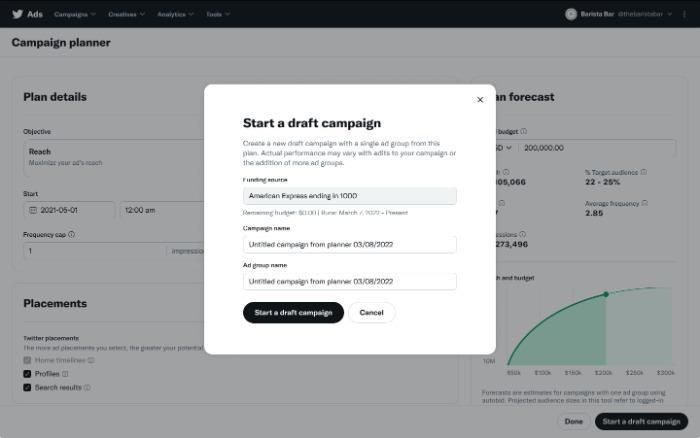 Ads
Campaigns
Creatives
Analytics
Tools
Barista Bar @thebaristabar
Campaign planner
Plan details
Objective
Reach
Maximize your ad's reach
Start
2021-05-01
12:00 am
Frequency cap
1
impression
Placements
Twitter placements
The more ad placements you select, the greater your potential
Home timelines
Profiles
Search results
Start a draft campaign
Create a new draft campaign with a single ad group from this
plan. Actual performance may vary with edits to your campaign or
the addition of more ad groups.
Funding source
American Express ending in 1000
Remaining budget: $0.00 | Runs: March 7, 2022 - Present
Campaign name
Untitled campaign from planner 03/08/2022
Ad group name
Untitled campaign from planner 03/08/2022
Start a draft campaign
Cancel
an forecast
budget
200,000.00
05,066
% Target audience
22 - 25%
Average frequency
2.85
273,496
h and budget
10M
$50k
$100k
$150k
$200k
$250k
$300k
Forecasts are estimates for campaigns with one ad group using
autobid. Projected audience sizes in this tool refer to logged-in
Done
Start a draft campaign